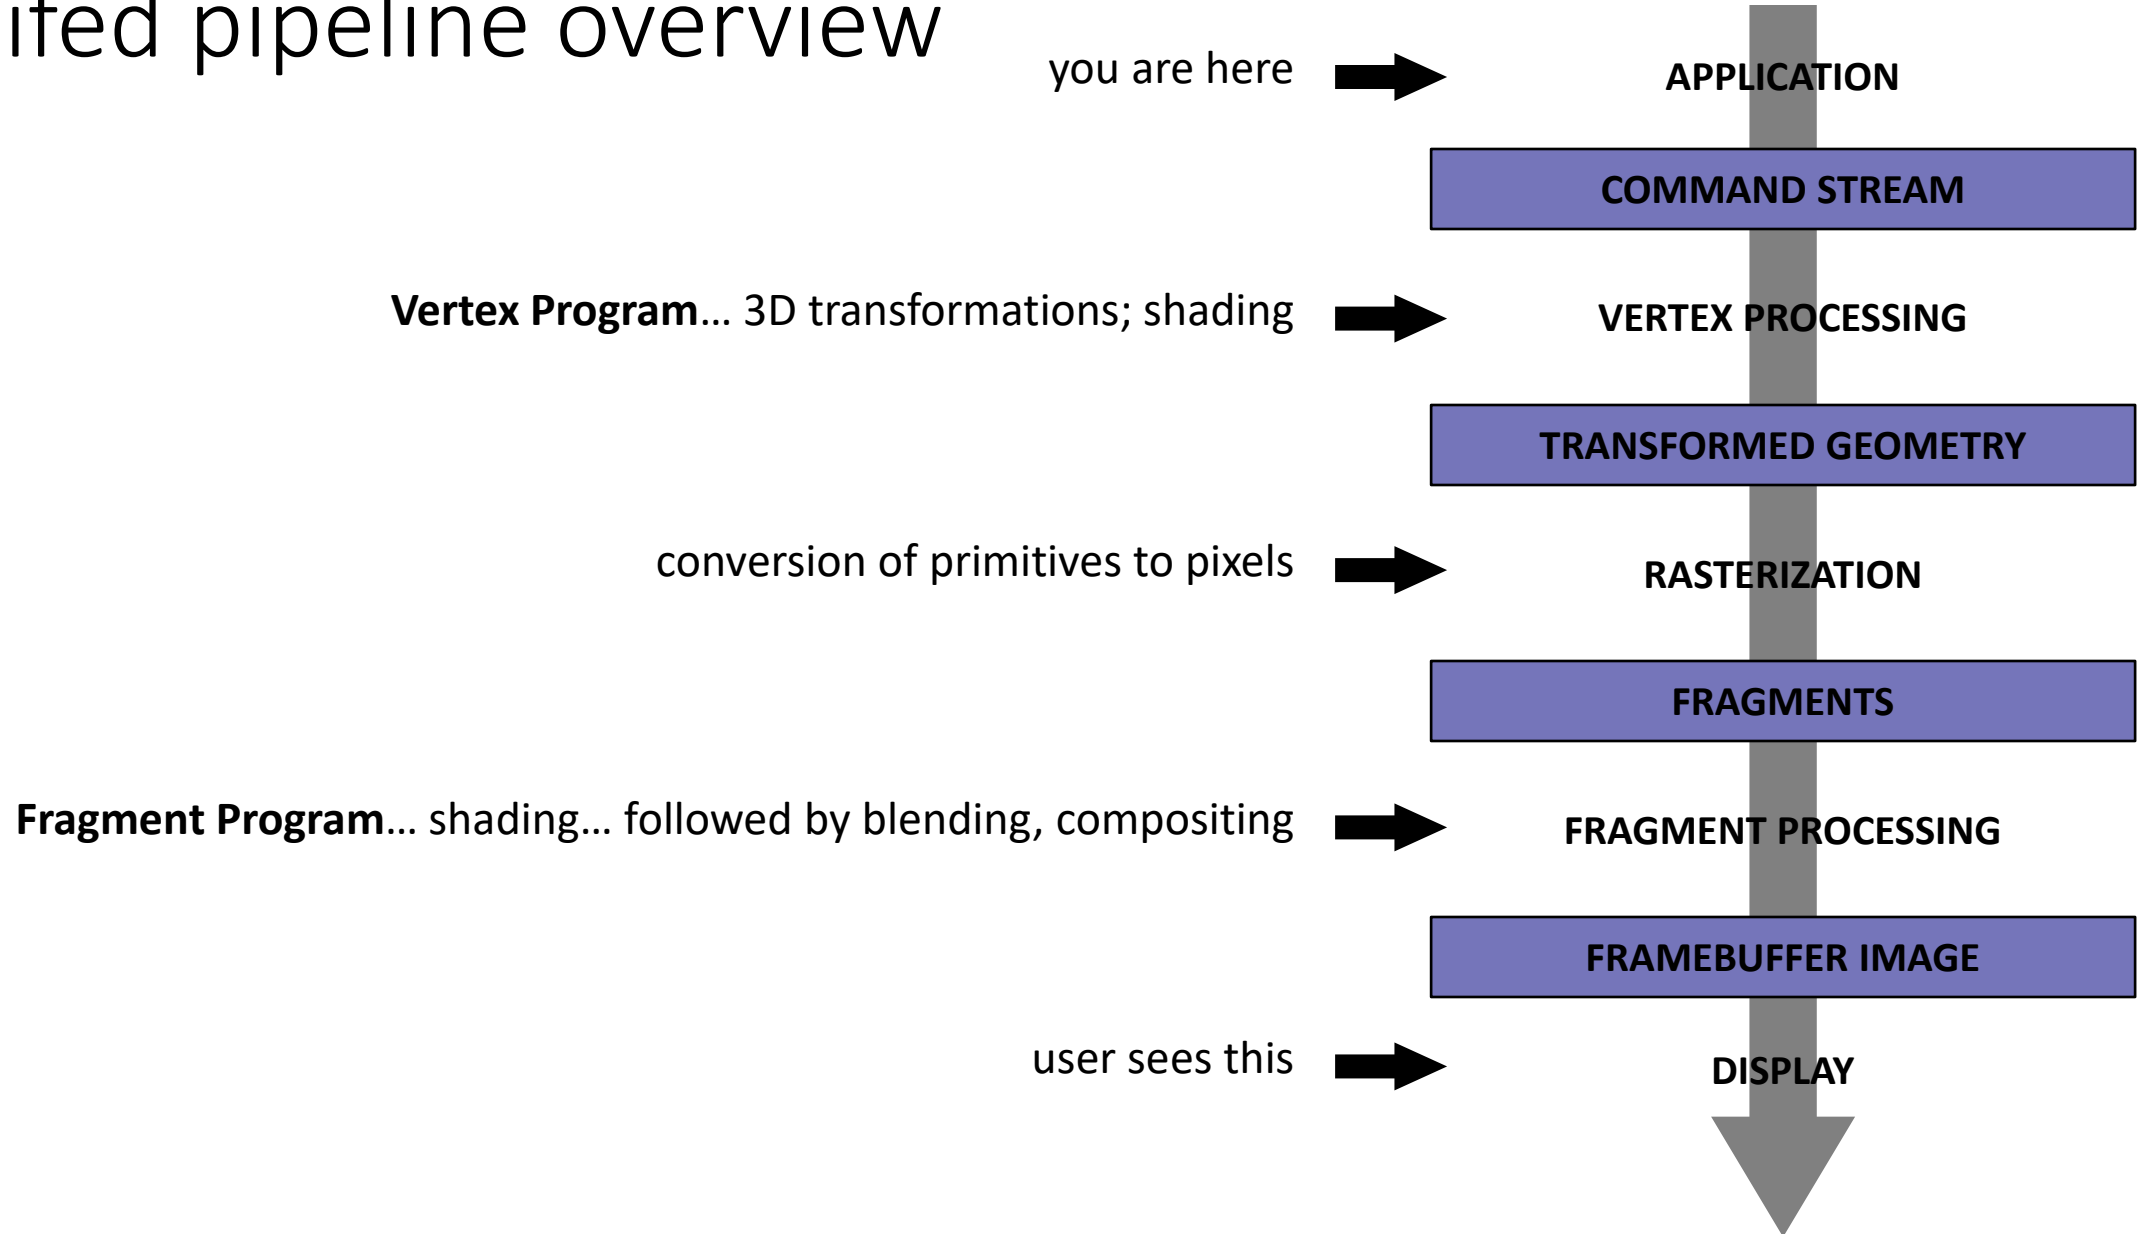 ifed pipeline overview
you are here
APPLICATION
COMMAND STREAM
Vertex Program... 3D transformations; shading
VERTEX PROCESSING
TRANSFORMED GEOMETRY
conversion of primitives to pixels
RASTERIZATION
FRAGMENTS
Fragment Program... shading... followed by blending, compositing
FRAGMENT PROCESSING
FRAMEBUFFER IMAGE
user sees this
DISPLAY